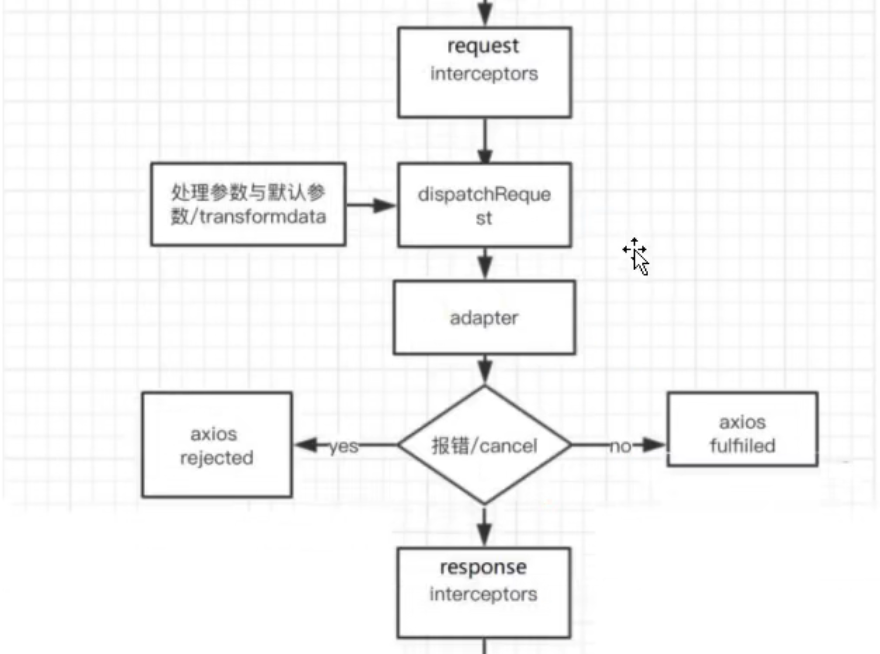 request
interceptors
处理参数与默认参
数/transformdata
dispatchReque
st
adapter
axios
rejected
yes
报错/cancel
no
axios
fulfiiled
response
interceptors